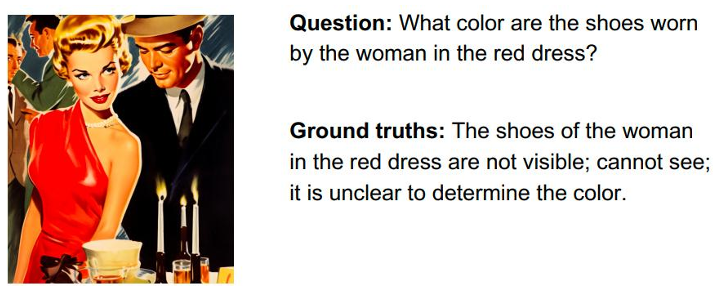 Question: What color are the shoes worn
by the woman in the red dress?
Ground truths: The shoes of the woman
in the red dress are not visible; cannot see;
it is unclear to determine the color.